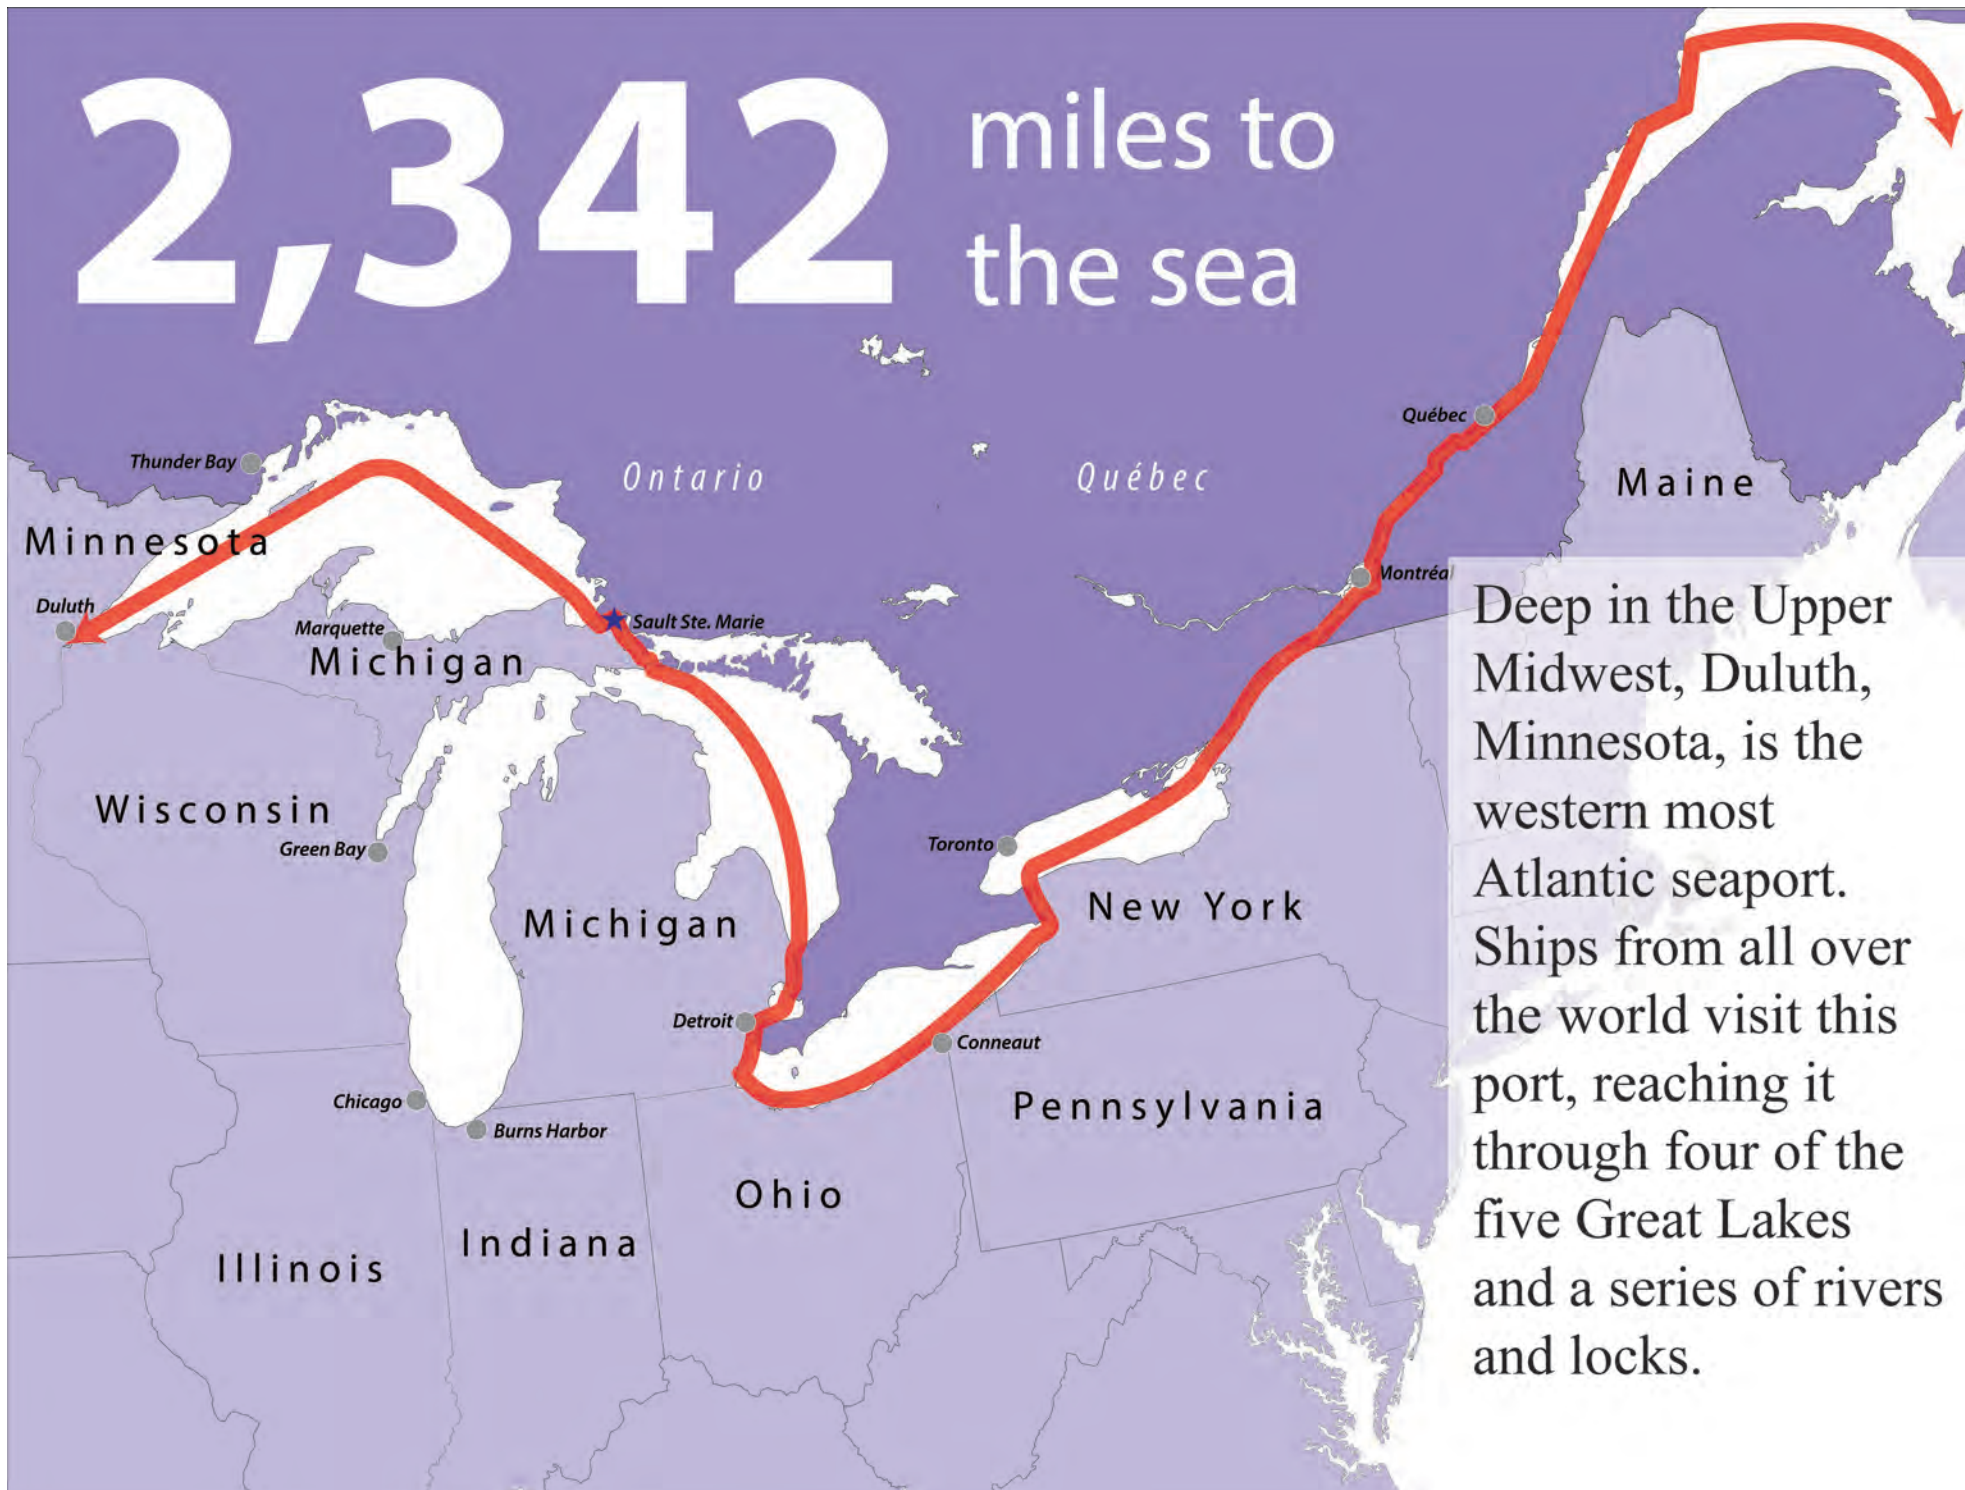 2,342 miles to
the sea
Thunder Bay
Ontario
Québec
Québec
Maine
Minnesota
Duluth
Marquette
Sault Ste. Marie
Montréal
Michigan
Wisconsin
Green Bay
Toronto
Michigan
New York
Detroit
Conneaut
Chicago
Burns Harbor
Pennsylvania
Ohio
Indiana
Illinois
Deep in the Upper
Midwest, Duluth,
Minnesota, is the
western most
Atlantic seaport.
Ships from all over
the world visit this
port, reaching it
through four of the
five Great Lakes
and a series of rivers
and locks.